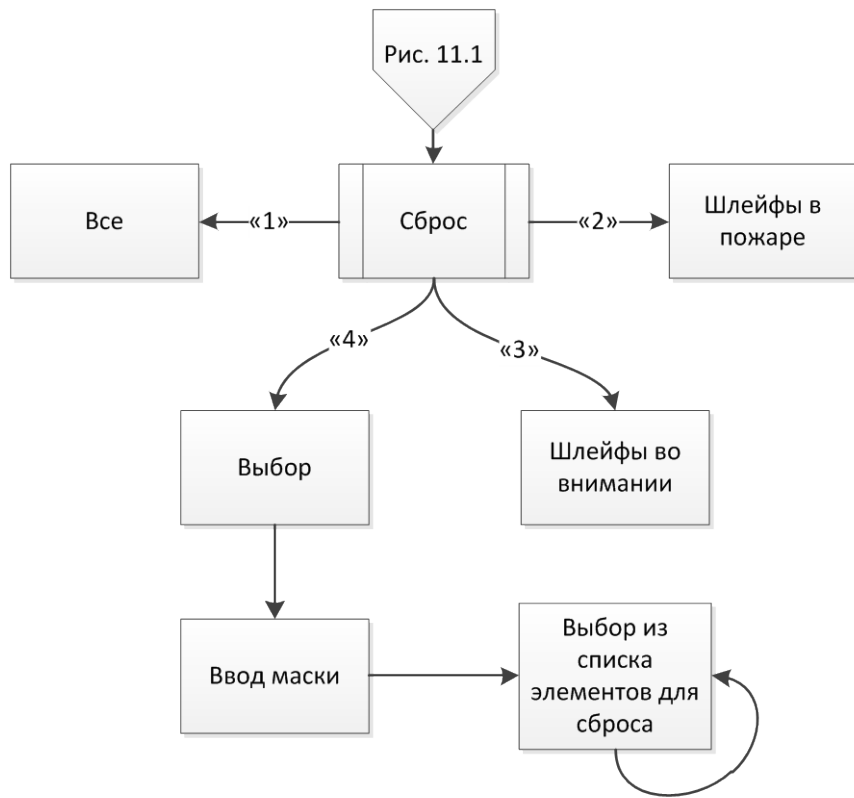 Рис. 11.1
Все
«1»
Сброс
«2»
Шлейфы в
пожаре
«4»
«3»
Выбор
Шлейфы во
внимании
Ввод маски
Выбор из
списка
элементов для
сброса